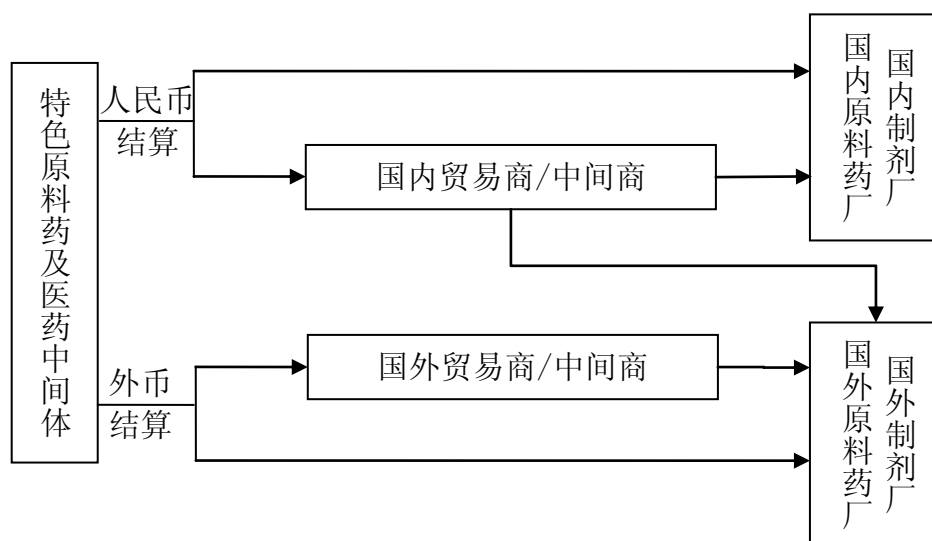 特色原料药及医药中间体
人民币
结算
国内贸易商/中间商
国内原料药厂
国内制剂厂
外币
结算
国外贸易商/中间商
国外原料药厂
国外制剂厂